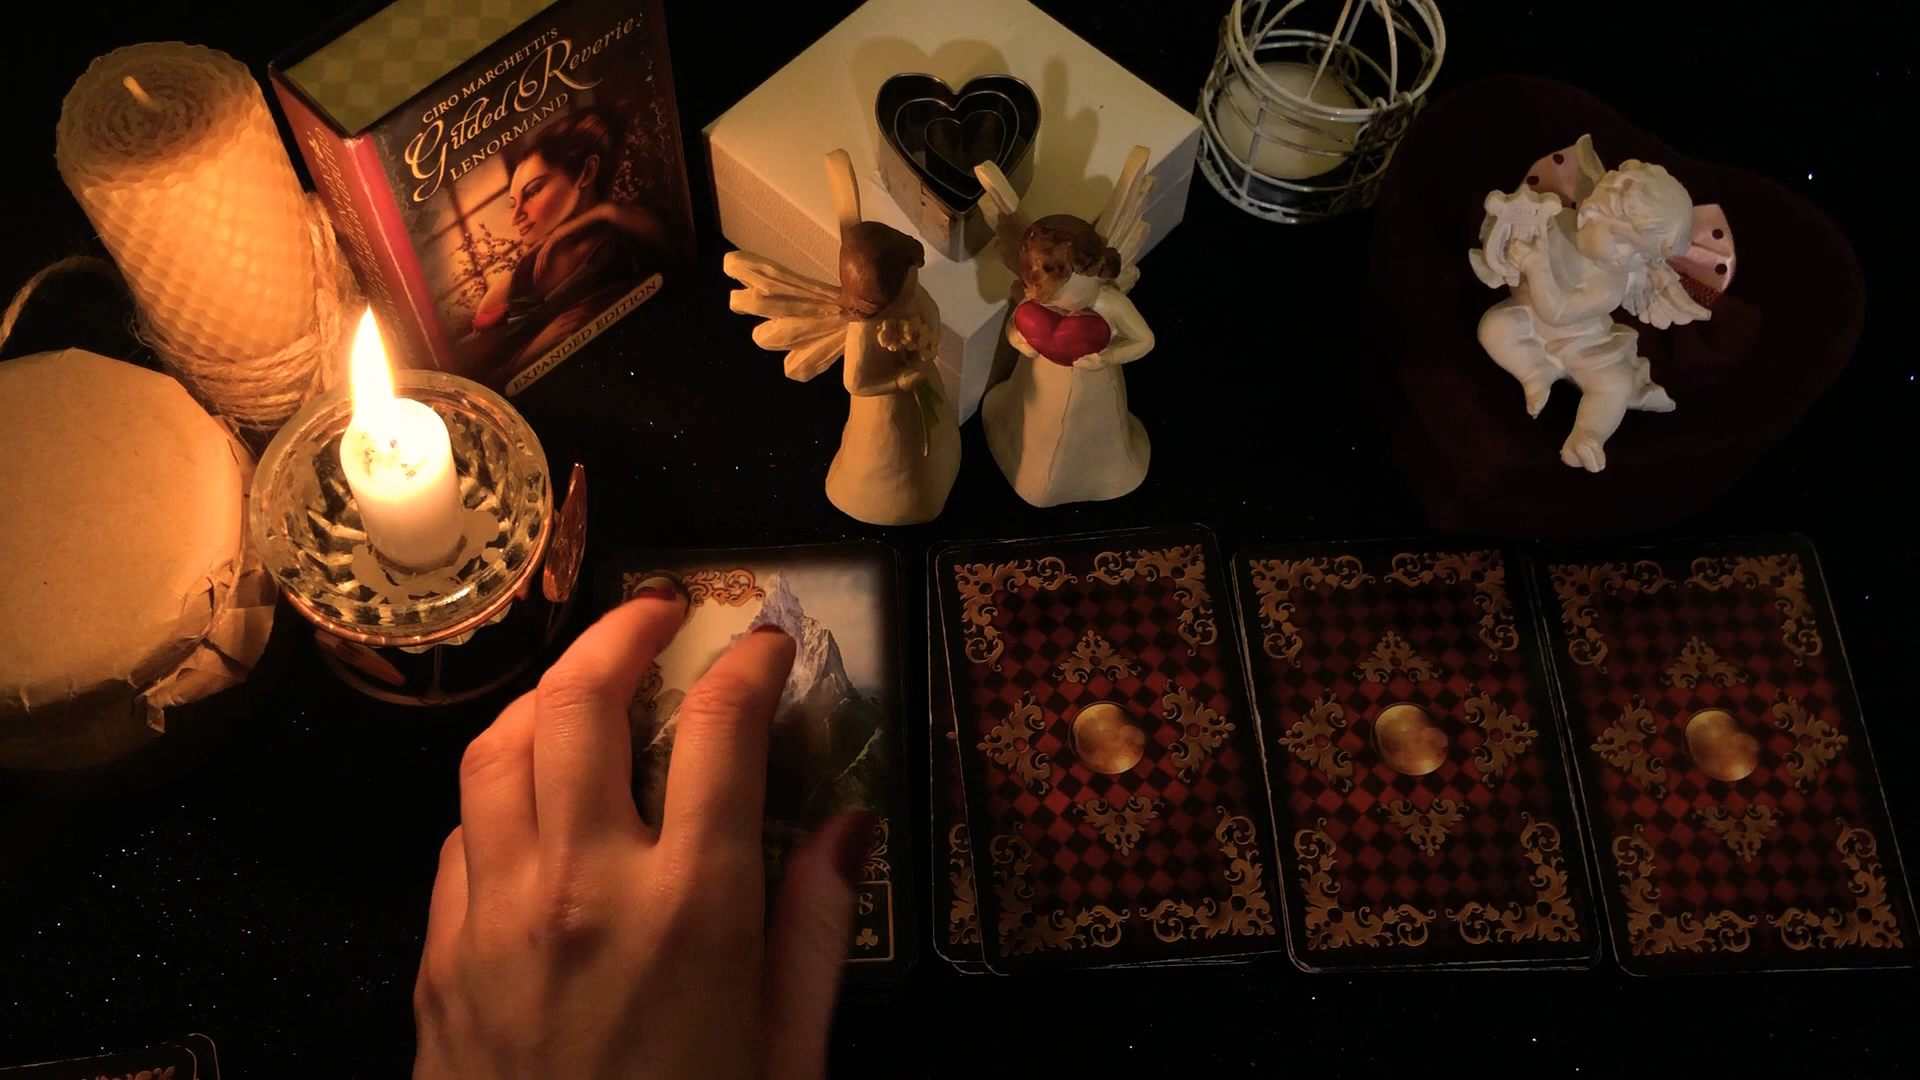 CIRO MARCHETTI'S
Gilded Reverie
LENORMAND
EXPANDED EDITION
8